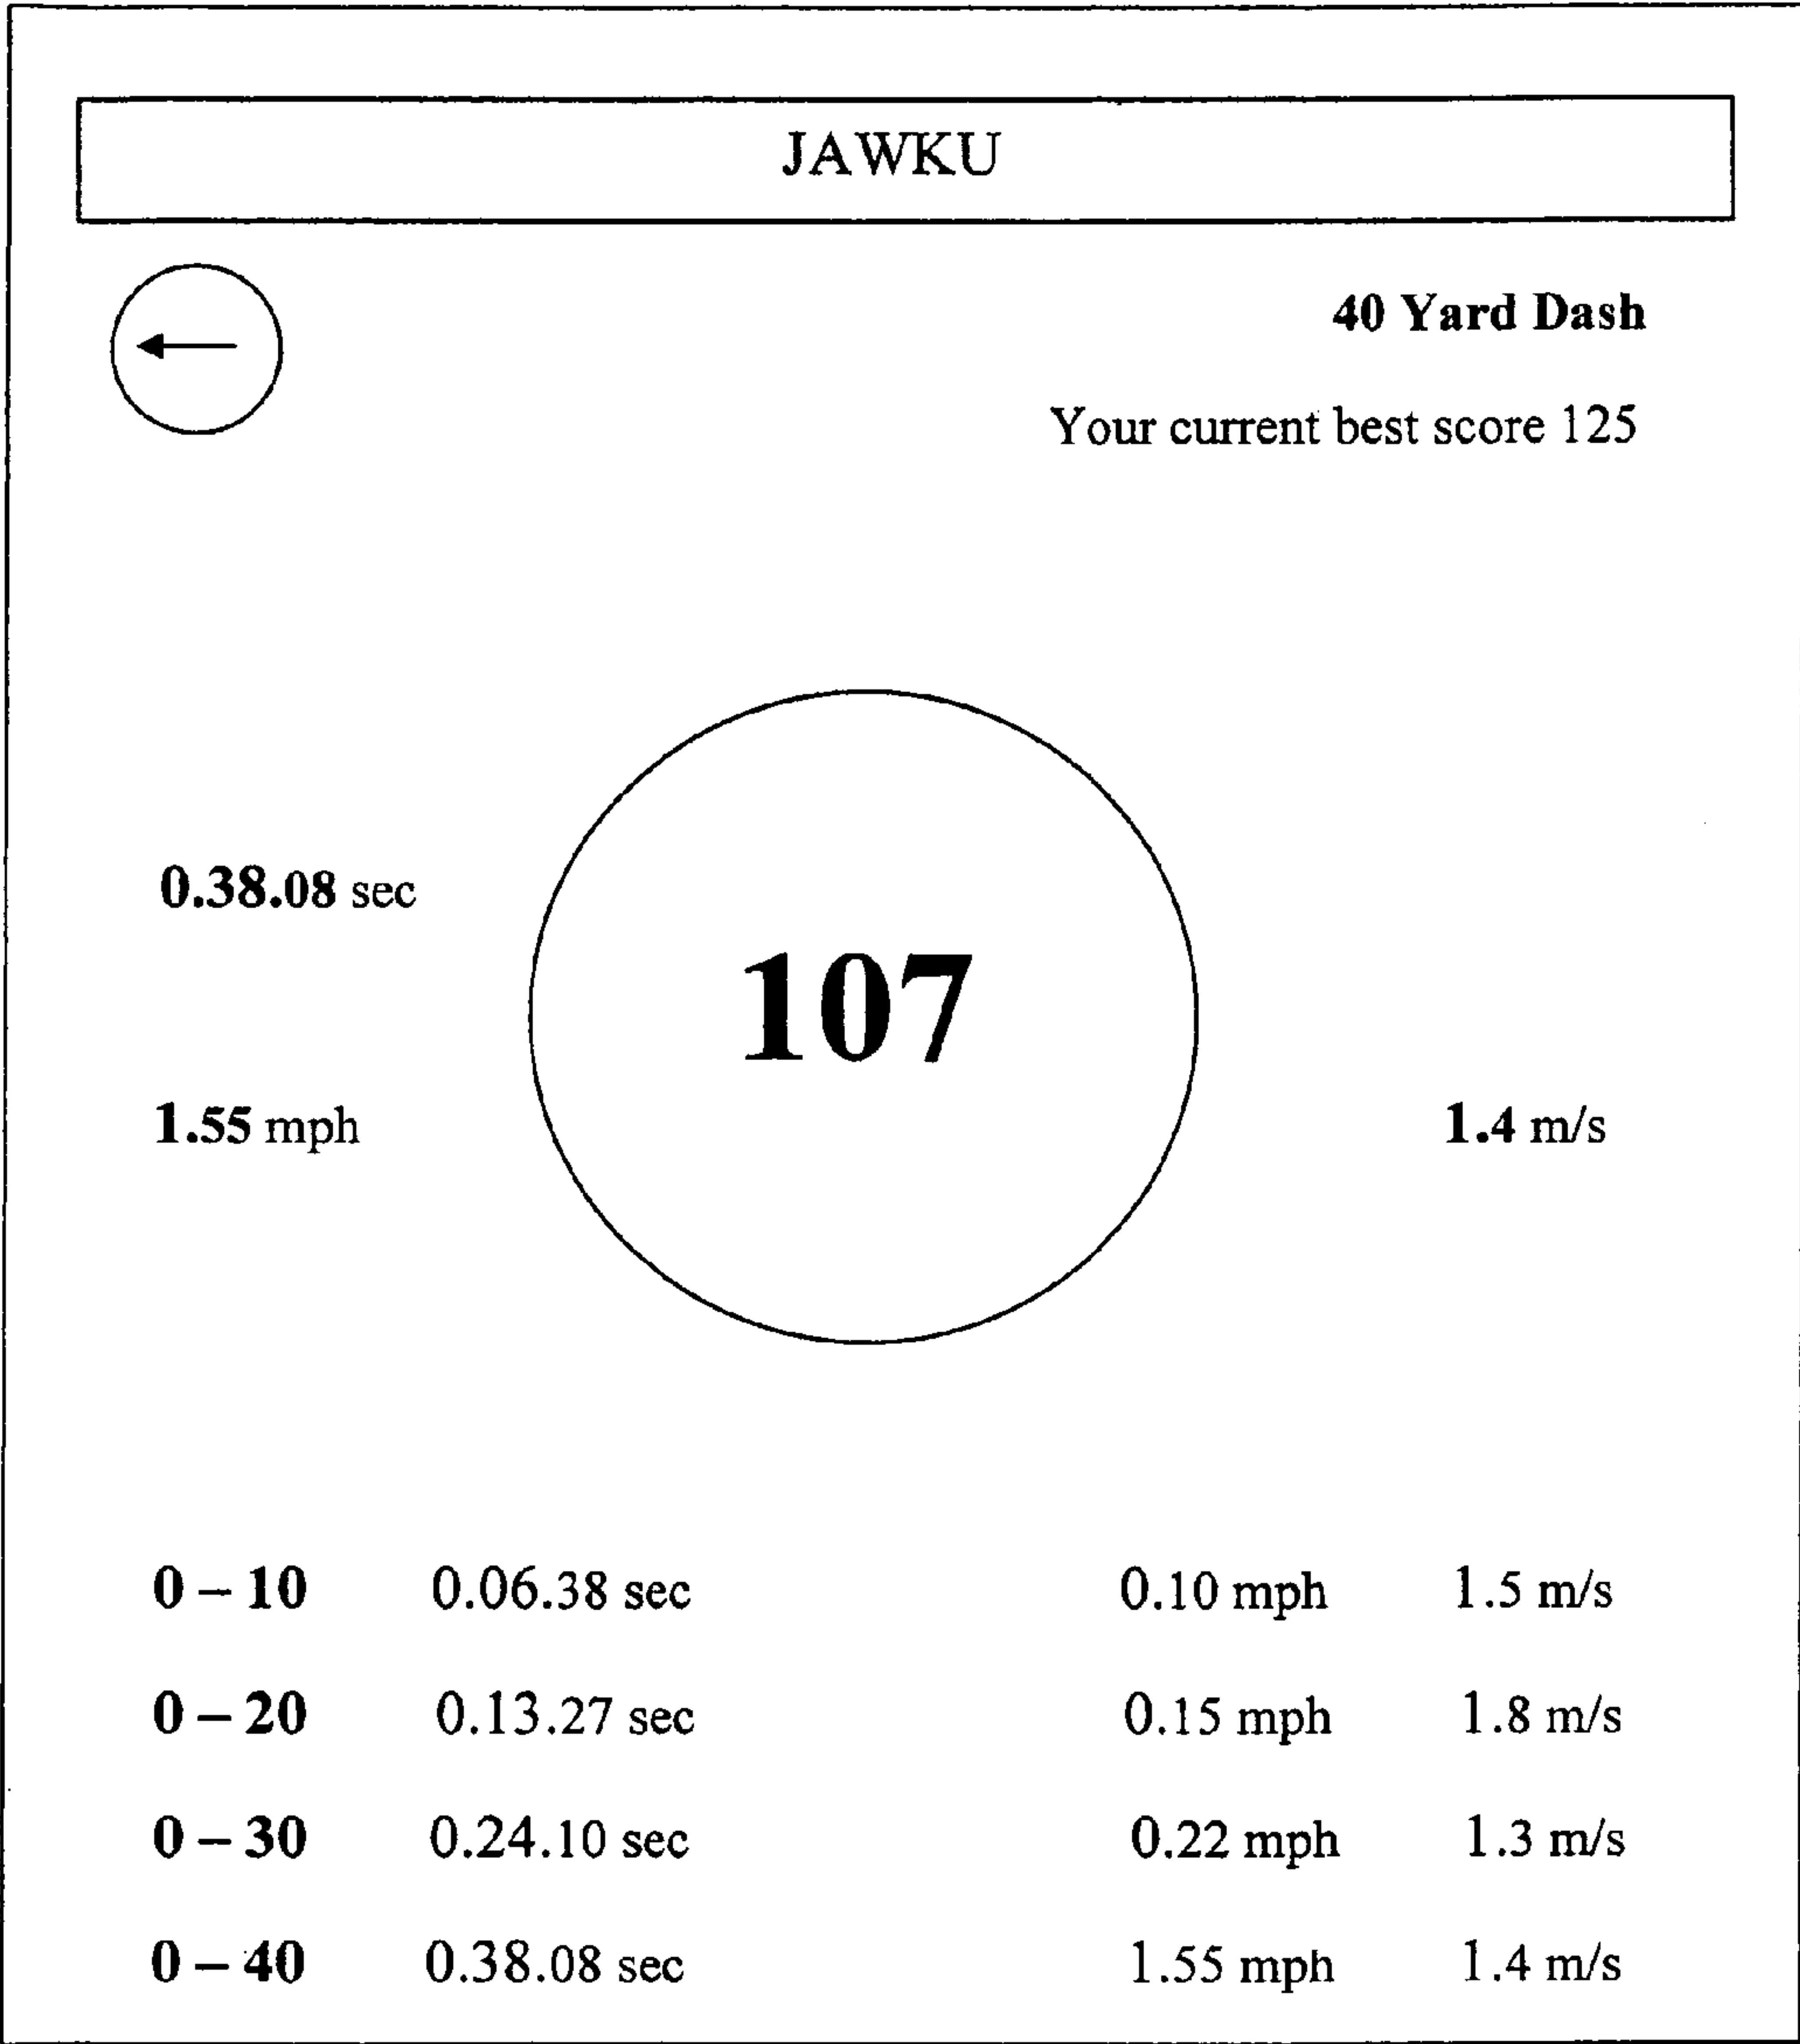 JAWKU
40 Yard Dash
Your current best score 125
0.38.08 sec
107
1.55 mph
1.4 m/s
0 – 10 0.06.38 sec 0.10 mph 1.5 m/s
0 – 20 0.13.27 sec 0.15 mph 1.8 m/s
0 – 30 0.24.10 sec 0.22 mph 1.3 m/s
0 – 40 0.38.08 sec 1.55 mph 1.4 m/s